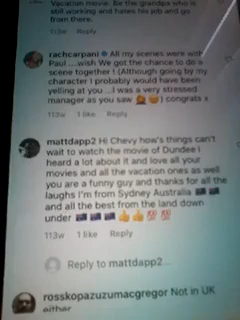 Vacation movie. Be the grandpa who is
still working and hates his job and go
from there.
113w Reply
rachcarpani All my scenes were with
Paul ....wish We got the chance to do a
scene together ! (Although going by my
character I probably would have been
yelling at you ...I was a very stressed
manager as you saw 🤦 😂 ) congrats x
113w 1 like Reply
mattdapp2 Hi Chevy how's things can't
wait to watch the movie of Dundee I
heard a lot about it and love all your
movies and all the vacation ones as well
you are a funny guy and thanks for all the
laughs I'm from Sydney Australia 🇦🇺 🇦🇺
and all the best from the land down
under 🇦🇺 🇦🇺 🇦🇺 👍 👍 💯 💯
113w 1 like Reply
Reply to mattdapp2...
rosskopazuzumacgregor Not in UK
either